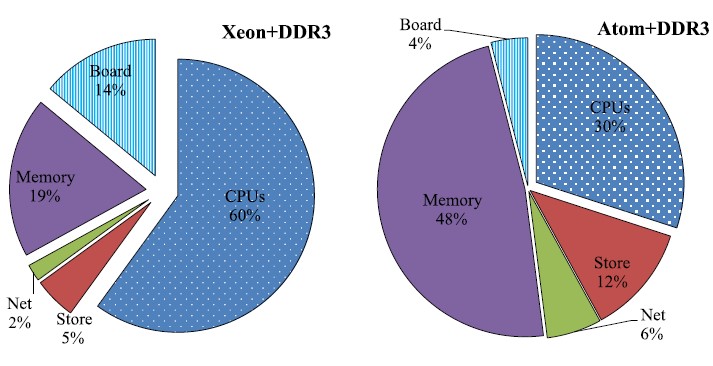 Xeon+DDR3
Board
14%
Memory
19%
CPUs
60%
Net
2%
Store
5%
Atom+DDR3
Board
4%
CPUs
30%
Memory
48%
Store
12%
Net
6%